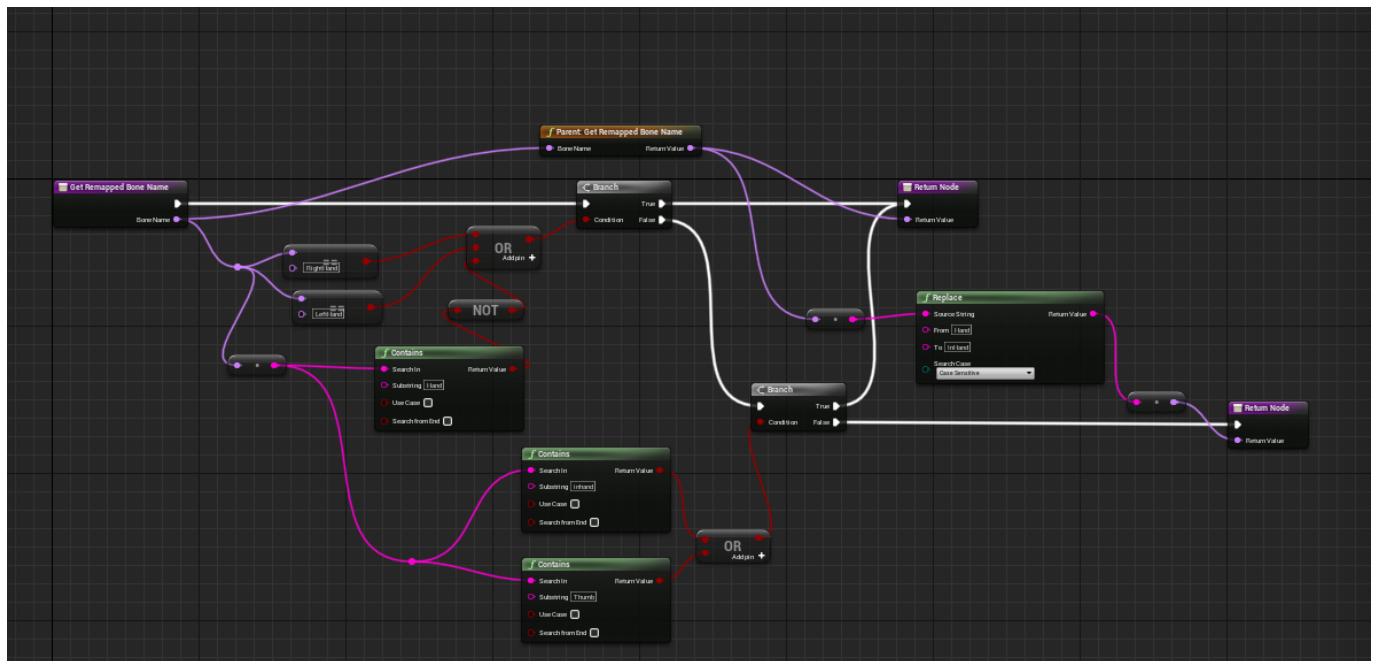 Parent: Get Remapped Bone Name
Bone Name
Return Value
Get Remapped Bone Name
Bone Name
Branch
True
Condition
False
Return Node
Return Value
==
RightHand
OR
Add pin +
==
LeftHand
NOT
Contains
Search In
Return Value
Substring
Hand
Use Case
Search from End
Replace
Source String
Return Value
From
Hand
To
InHand
Search Case
Case Sensitive
Branch
True
Condition
False
Return Node
Return Value
Contains
Search In
Return Value
Substring
Inhand
Use Case
Search from End
OR
Add pin +
Contains
Search In
Return Value
Substring
Thumb
Use Case
Search from End